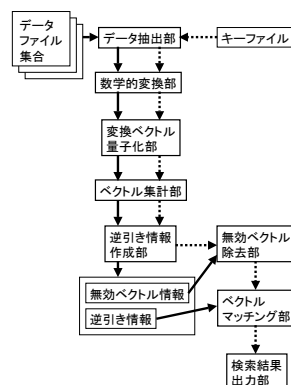 データ
ファイル
集合
データ抽出部
キーファイル
数学的変換部
変換ベクトル
量子化部
ベクトル集計部
逆引き情報
作成部
無効ベクトル
除去部
無効ベクトル情報
逆引き情報
ベクトル
マッチング部
検索結果
出力部